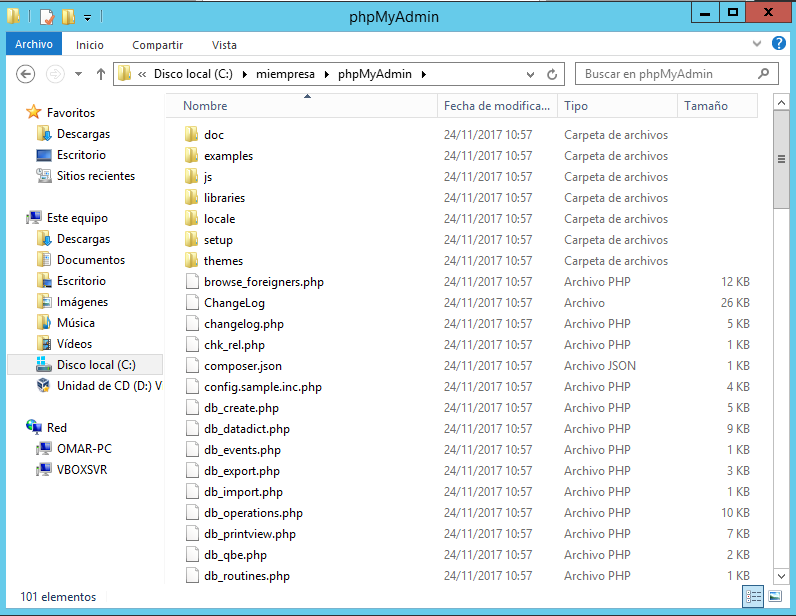 phpMyAdmin
Archivo Inicio Compartir Vista
« Disco local (C:) miempresa phpMyAdmin Buscar en phpMyAdmin
Nombre Fecha de modifica... Tipo Tamaño
Favoritos
Descargas
Escritorio
Sitios recientes
Este equipo
Descargas
Documentos
Escritorio
Imágenes
Música
Vídeos
Disco local (C:)
Unidad de CD (D:) V
Red
OMAR-PC
VBOXSVR
doc 24/11/2017 10:57 Carpeta de archivos
examples 24/11/2017 10:57 Carpeta de archivos
js 24/11/2017 10:57 Carpeta de archivos
libraries 24/11/2017 10:57 Carpeta de archivos
locale 24/11/2017 10:57 Carpeta de archivos
setup 24/11/2017 10:57 Carpeta de archivos
themes 24/11/2017 10:57 Carpeta de archivos
browse_foreigners.php 24/11/2017 10:57 Archivo PHP 12 KB
ChangeLog 24/11/2017 10:57 Archivo 26 KB
changelog.php 24/11/2017 10:57 Archivo PHP 5 KB
chk_rel.php 24/11/2017 10:57 Archivo PHP 1 KB
composer.json 24/11/2017 10:57 Archivo JSON 1 KB
config.sample.inc.php 24/11/2017 10:57 Archivo PHP 4 KB
db_create.php 24/11/2017 10:57 Archivo PHP 5 KB
db_datadict.php 24/11/2017 10:57 Archivo PHP 9 KB
db_events.php 24/11/2017 10:57 Archivo PHP 1 KB
db_export.php 24/11/2017 10:57 Archivo PHP 3 KB
db_import.php 24/11/2017 10:57 Archivo PHP 1 KB
db_operations.php 24/11/2017 10:57 Archivo PHP 10 KB
db_printview.php 24/11/2017 10:57 Archivo PHP 7 KB
db_qbe.php 24/11/2017 10:57 Archivo PHP 2 KB
db_routines.php 24/11/2017 10:57 Archivo PHP 1 KB
101 elementos